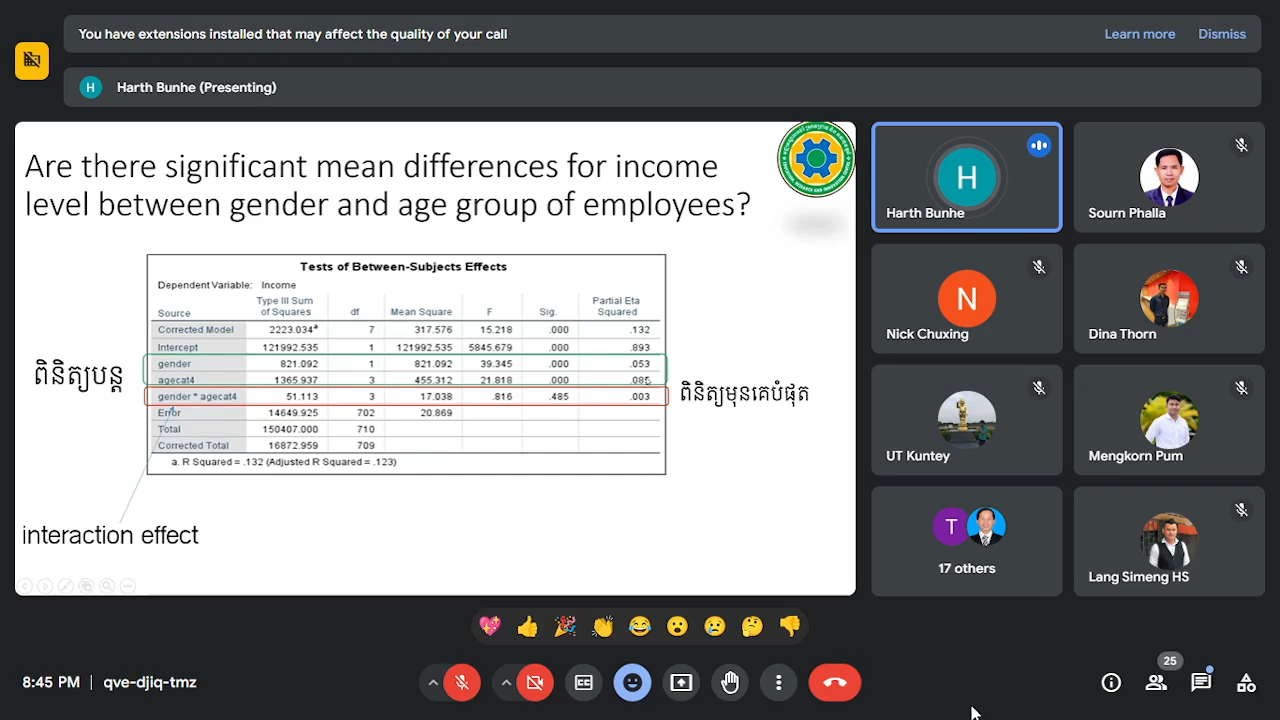 You have extensions installed that may affect the quality of your call
Learn more
Dismiss
H Harth Bunhe (Presenting)
Are there significant mean differences for income
level between gender and age group of employees?
Tests of Between-Subjects Effects
Dependent Variable: Income
Source Type III Sum of Squares df Mean Square F Sig. Partial Eta Squared
Corrected Model 2223.034a 7 317.576 15.218 .000 .132
Intercept 121992.535 1 121992.535 5845.679 .000 .893
gender 821.092 1 821.092 39.345 .000 .053
agecat4 1365.937 3 455.312 21.818 .000
gender * agecat4 51.113 3 17.038 .816 .485 .003
Error 14649.925 702 20.869
Total 150407.000 710
Corrected Total 16872.959 709
a. R Squared = .132 (Adjusted R Squared = .123)
ពិនិត្យបន្ត
ពិនិត្យមុនគេបំផុត
interaction effect
H
Harth Bunhe
Sourn Phalla
N
Nick Chuxing
Dina Thorn
UT Kuntey
Mengkorn Pum
T
17 others
Lang Simeng HS
8:45 PM | qve-djiq-tmz
25